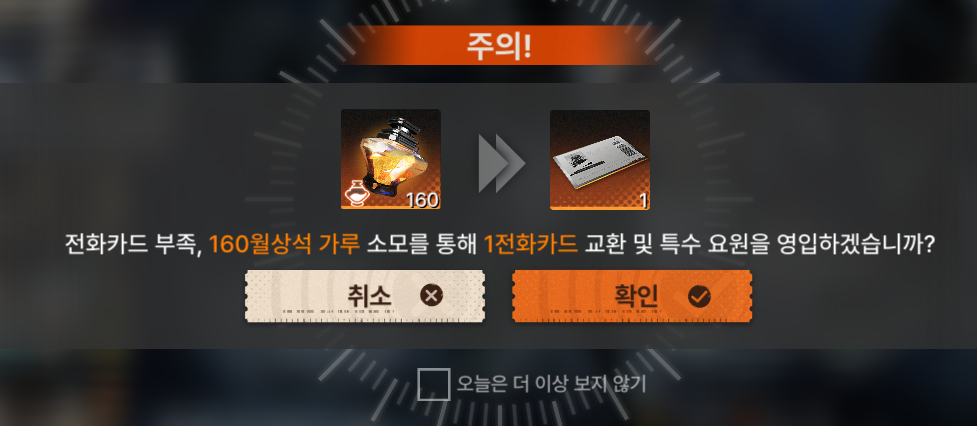 주의!
160
1
전화카드 부족, 160월상석 가루 소모를 통해 1전화카드 교환 및 특수 요원을 영입하겠습니까?
취소
확인
오늘은 더 이상 보지 않기